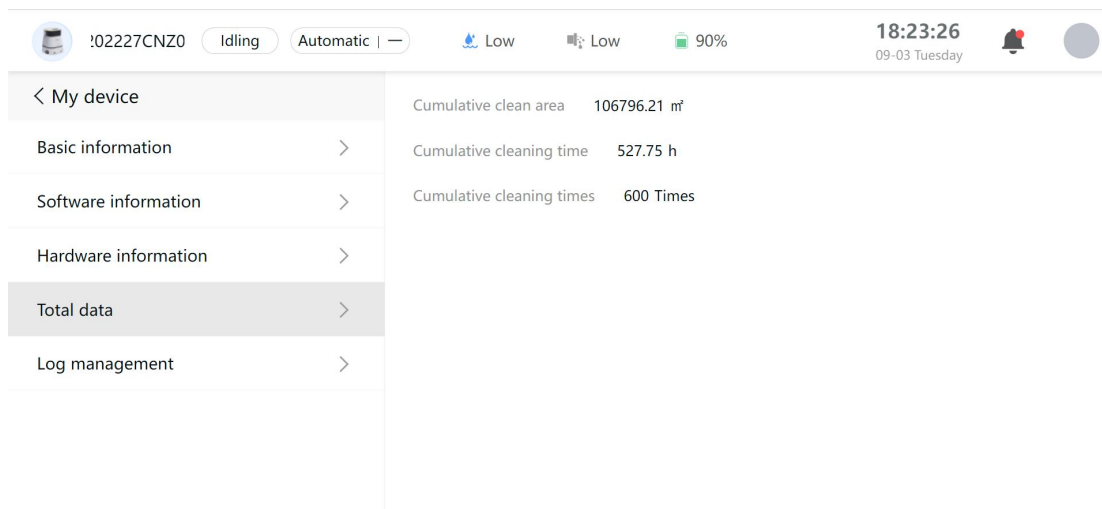 202227CNZ0 Idling Automatic | — Low Low 90% 18:23:26
09-03 Tuesday
My device
Basic information
Software information
Hardware information
Total data
Log management
Cumulative clean area 106796.21 ㎡
Cumulative cleaning time 527.75 h
Cumulative cleaning times 600 Times